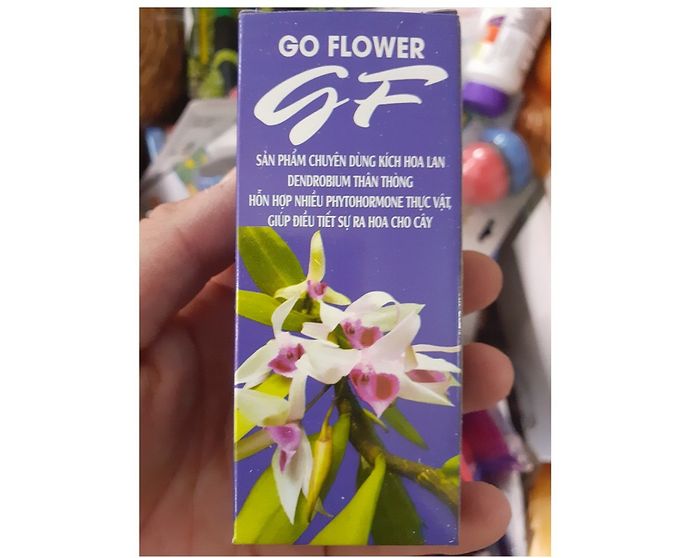 GO FLOWER
GF
SẢN PHẨM CHUYÊN DÙNG KÍCH HOA LAN
DENDROBIUM THÂN THÒNG
HỖN HỢP NHIỀU PHYTOHORMONE THỰC VẬT,
GIÚP ĐIỀU TIẾT SỰ RA HOA CHO CÂY